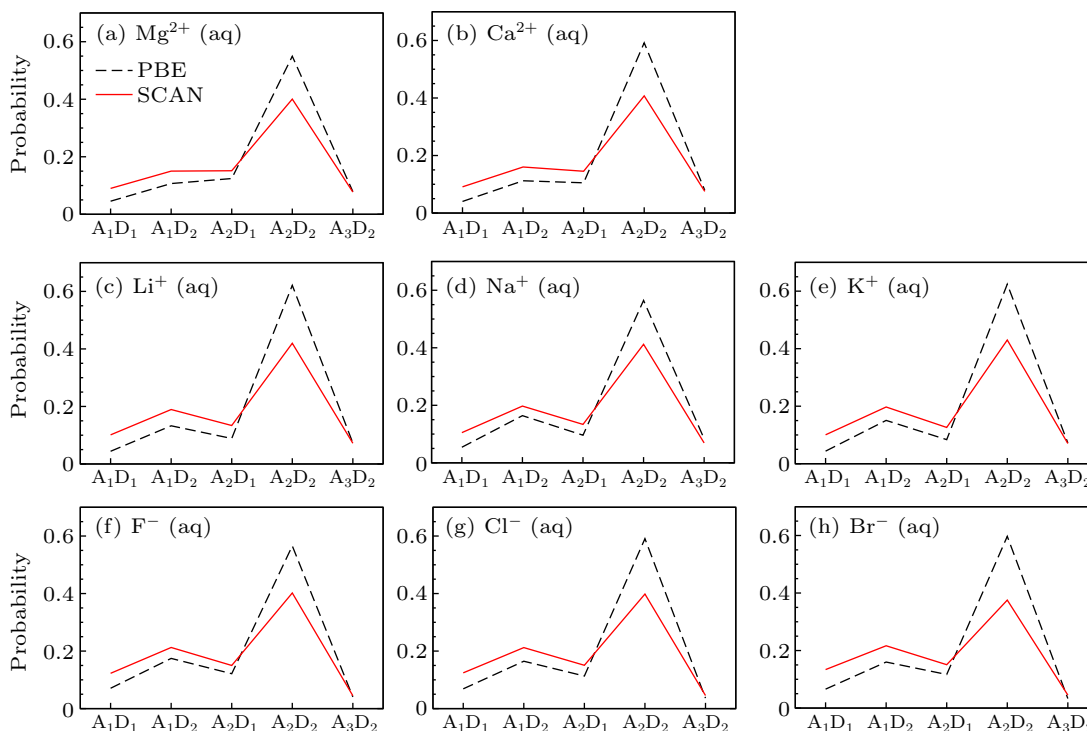 (a) Mg²⁺ (aq)
PBE
SCAN
Probability
0.6
0.4
0.2
0
A₁D₁ A₁D₂ A₂D₁ A₂D₂ A₃D₂
(b) Ca²⁺ (aq)
0.6
0.4
0.2
0
A₁D₁ A₁D₂ A₂D₁ A₂D₂ A₃D₂
(c) Li⁺ (aq)
Probability
0.6
0.4
0.2
0
A₁D₁ A₁D₂ A₂D₁ A₂D₂ A₃D₂
(d) Na⁺ (aq)
0.6
0.4
0.2
0
A₁D₁ A₁D₂ A₂D₁ A₂D₂ A₃D₂
(e) K⁺ (aq)
0.6
0.4
0.2
0
A₁D₁ A₁D₂ A₂D₁ A₂D₂ A₃D₂
(f) F⁻ (aq)
Probability
0.6
0.4
0.2
0
A₁D₁ A₁D₂ A₂D₁ A₂D₂ A₃D₂
(g) Cl⁻ (aq)
0.6
0.4
0.2
0
A₁D₁ A₁D₂ A₂D₁ A₂D₂ A₃D₂
(h) Br⁻ (aq)
0.6
0.4
0.2
0
A₁D₁ A₁D₂ A₂D₁ A₂D₂ A₃D₂